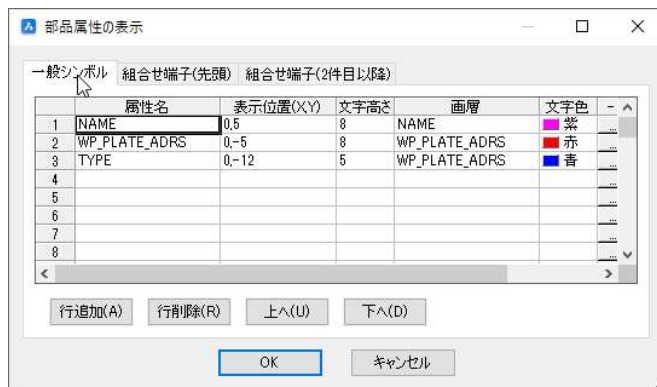 部品属性の表示
一般シンボル 組合せ端子(先頭) 組合せ端子(2件目以降)
属性名 表示位置(XY) 文字高さ 画層 文字色 -
1 NAME 0,5 8 NAME 紫 ...
2 WP_PLATE_ADRS 0,-5 8 WP_PLATE_ADRS 赤 ...
3 TYPE 0,-12 5 WP_PLATE_ADRS 青 ...
4 ...
5 ...
6 ...
7 ...
8 ...
行追加(A) 行削除(R) 上へ(U) 下へ(D)
OK キャンセル